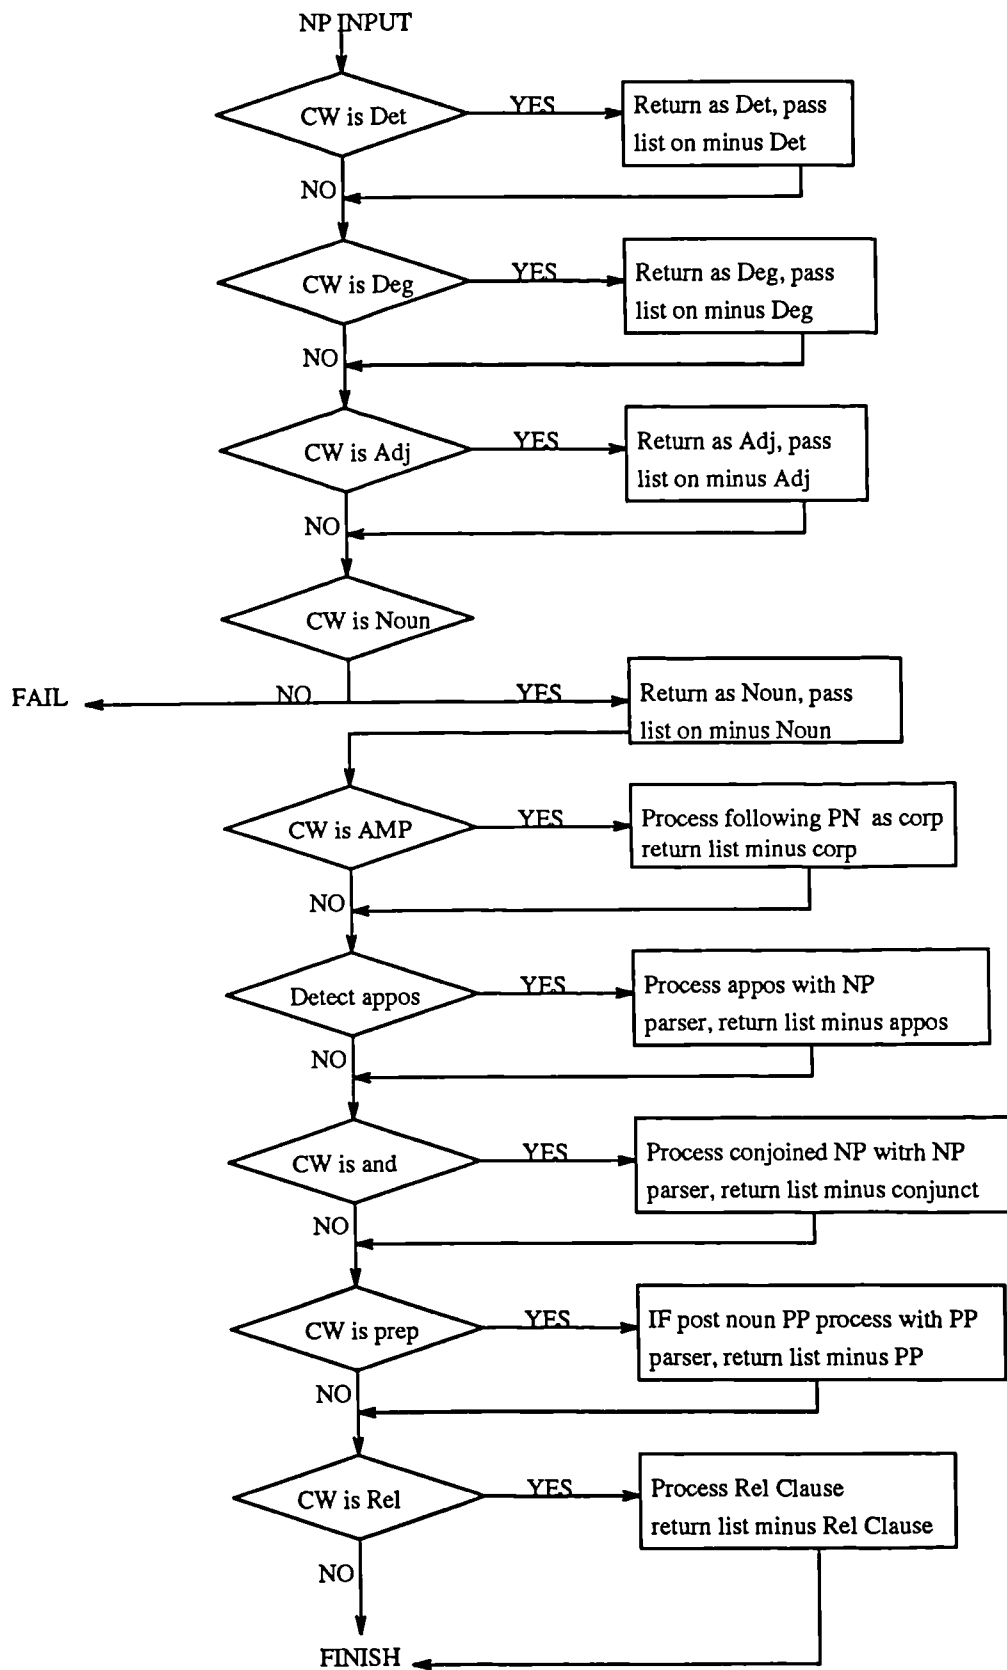 NP INPUT
CW is Det
YES
Return as Det, pass
list on minus Det
NO
CW is Deg
YES
Return as Deg, pass
list on minus Deg
NO
CW is Adj
YES
Return as Adj, pass
list on minus Adj
NO
CW is Noun
FAIL
NO
YES
Return as Noun, pass
list on minus Noun
CW is AMP
YES
Process following PN as corp
return list minus corp
NO
Detect appos
YES
Process appos with NP
parser, return list minus appos
NO
CW is and
YES
Process conjoined NP witrh NP
parser, return list minus conjunct
NO
CW is prep
YES
IF post noun PP process with PP
parser, return list minus PP
NO
CW is Rel
YES
Process Rel Clause
return list minus Rel Clause
NO
FINISH